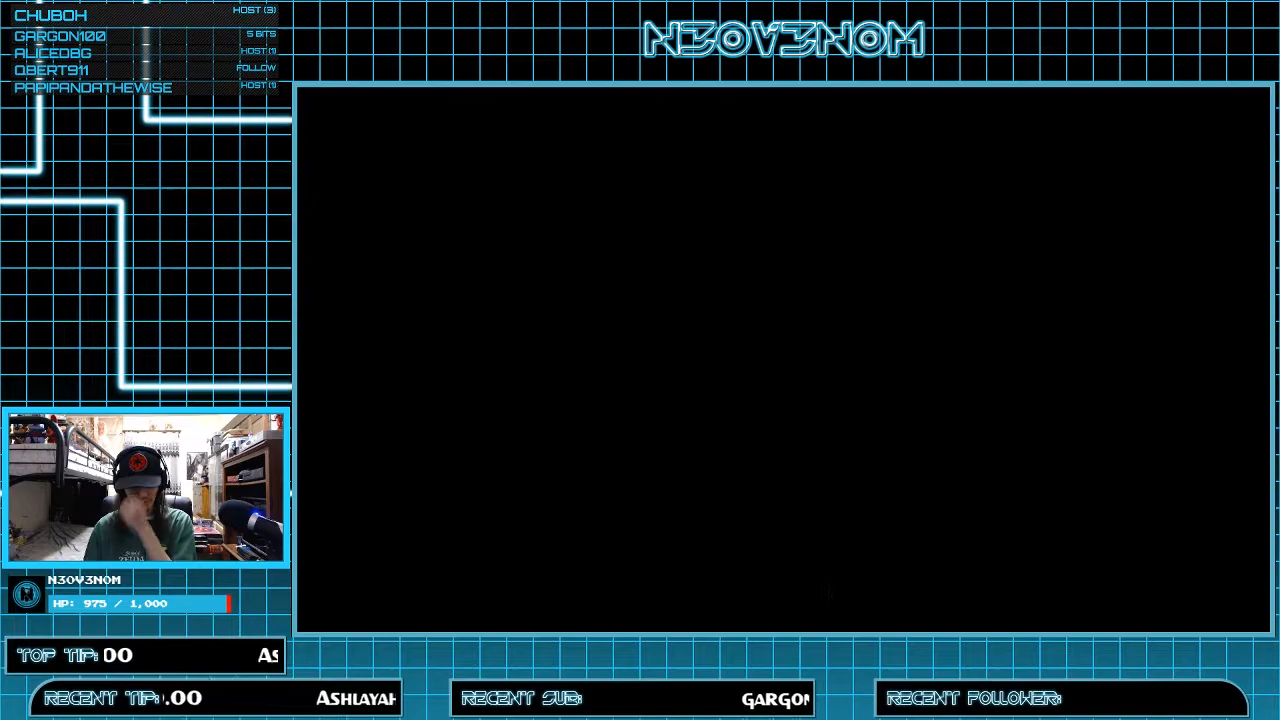 N3OV3NOM
CHUBOH HOST (3)
GARGON100 5 BITS
ALICEDBG HOST (1)
QBERT911 FOLLOW
PAPIPANDATHEWISE HOST (1)
N3OV3NOM
HP: 975 / 1,000
TOP TIP: 00 AS
RECENT TIP: .00 ASHLAYAH
RECENT SUB: GARGON
RECENT FOLLOWER: